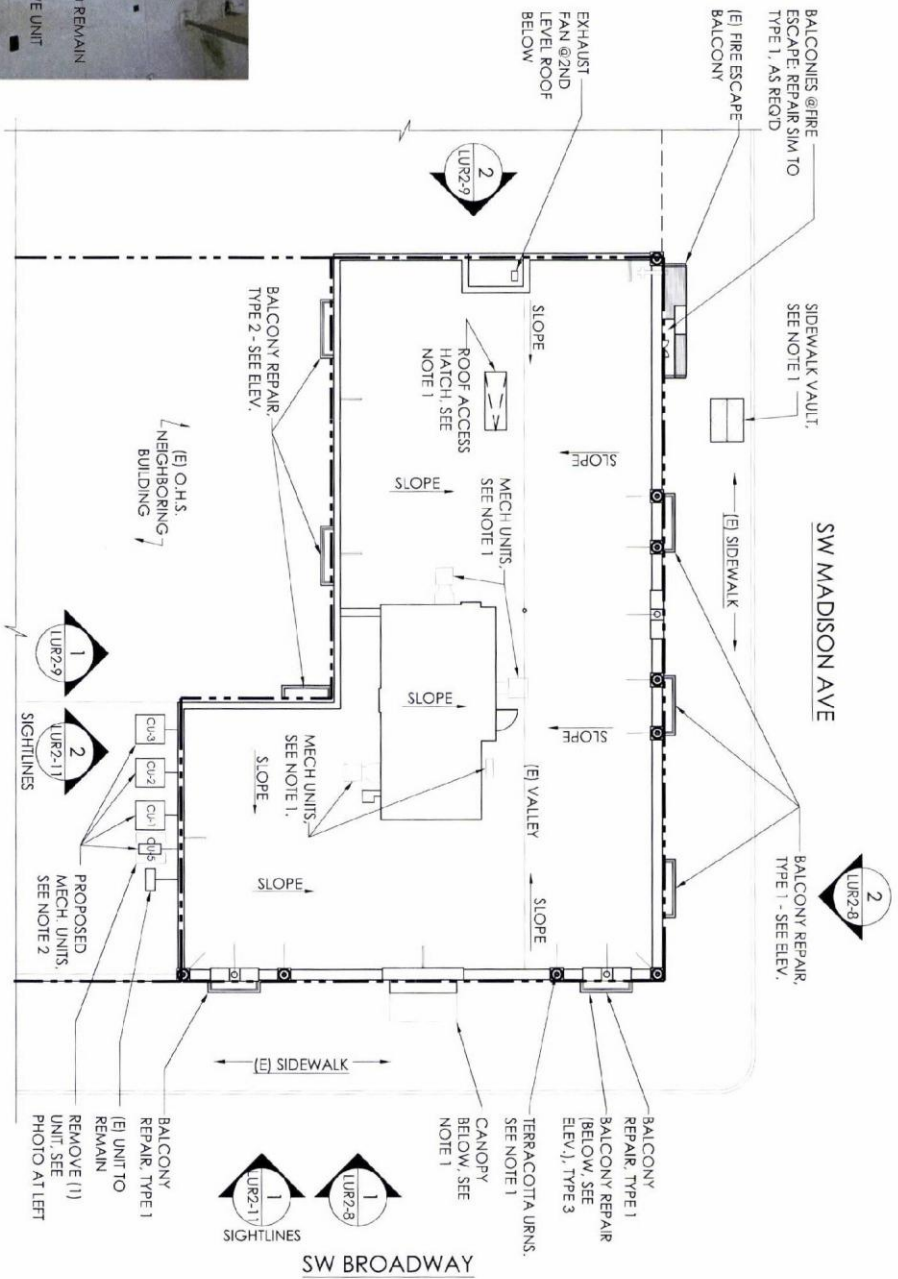 BALCONIES @FIRE
ESCAPE: REPAIR SIM TO
TYPE 1, AS REQ'D
(E) FIRE ESCAPE
BALCONY
EXHAUST
FAN @2ND
LEVEL ROOF
BELOW
SIDEWALK VAULT,
SEE NOTE 1
SW MADISON AVE
(E) SIDEWALK
2
LUR2-8
BALCONY REPAIR,
TYPE 1 - SEE ELEV.
2
LUR2-9
SLOPE
ROOF ACCESS
HATCH, SEE
NOTE 1
SLOPE
SLOPE
MECH UNITS,
SEE NOTE 1
SLOPE
SLOPE
(E) VALLEY
SLOPE
BALCONY REPAIR,
TYPE 2 - SEE ELEV.
(E) O.H.S.
NEIGHBORING
BUILDING
MECH UNITS,
SEE NOTE 1.
SLOPE
SLOPE
1
LUR2-9
2
LUR2-11
SIGHTLINES
CU-3
CU-2
CU-1
CU-5
PROPOSED
MECH. UNITS,
SEE NOTE 2
BALCONY
REPAIR, TYPE 1
BALCONY REPAIR
(BELOW, SEE
ELEV.), TYPE 3
TERRACOTTA URNS,
SEE NOTE 1
CANOPY
BELOW, SEE
NOTE 1
(E) SIDEWALK
BALCONY
REPAIR, TYPE 1
(E) UNIT TO
REMAIN
REMOVE (1)
UNIT, SEE
PHOTO AT LEFT
1
LUR2-8
1
LUR2-11
SIGHTLINES
SW BROADWAY
REMAIN
UNIT